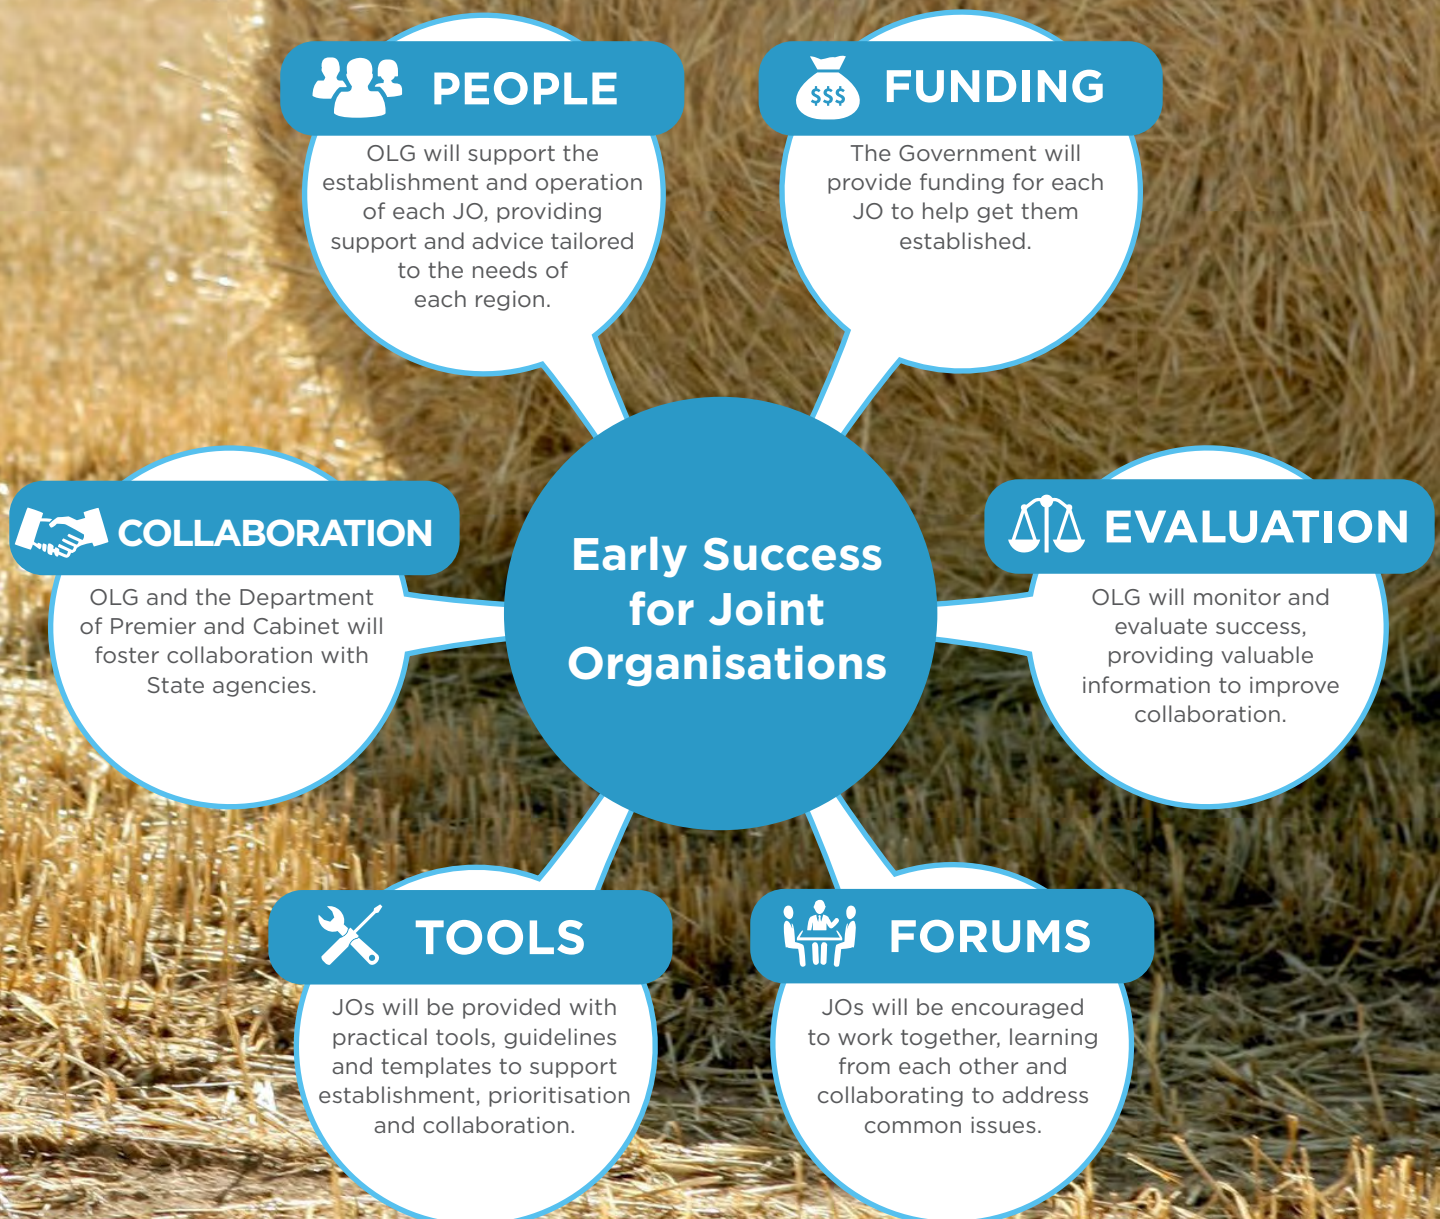 PEOPLE
OLG will support the
establishment and operation
of each JO, providing
support and advice tailored
to the needs of
each region.
$$$
FUNDING
The Government will
provide funding for each
JO to help get them
established.
COLLABORATION
OLG and the Department
of Premier and Cabinet will
foster collaboration with
State agencies.
Early Success
for Joint
Organisations
EVALUATION
OLG will monitor and
evaluate success,
providing valuable
information to improve
collaboration.
TOOLS
JOs will be provided with
practical tools, guidelines
and templates to support
establishment, prioritisation
and collaboration.
FORUMS
JOs will be encouraged
to work together, learning
from each other and
collaborating to address
common issues.